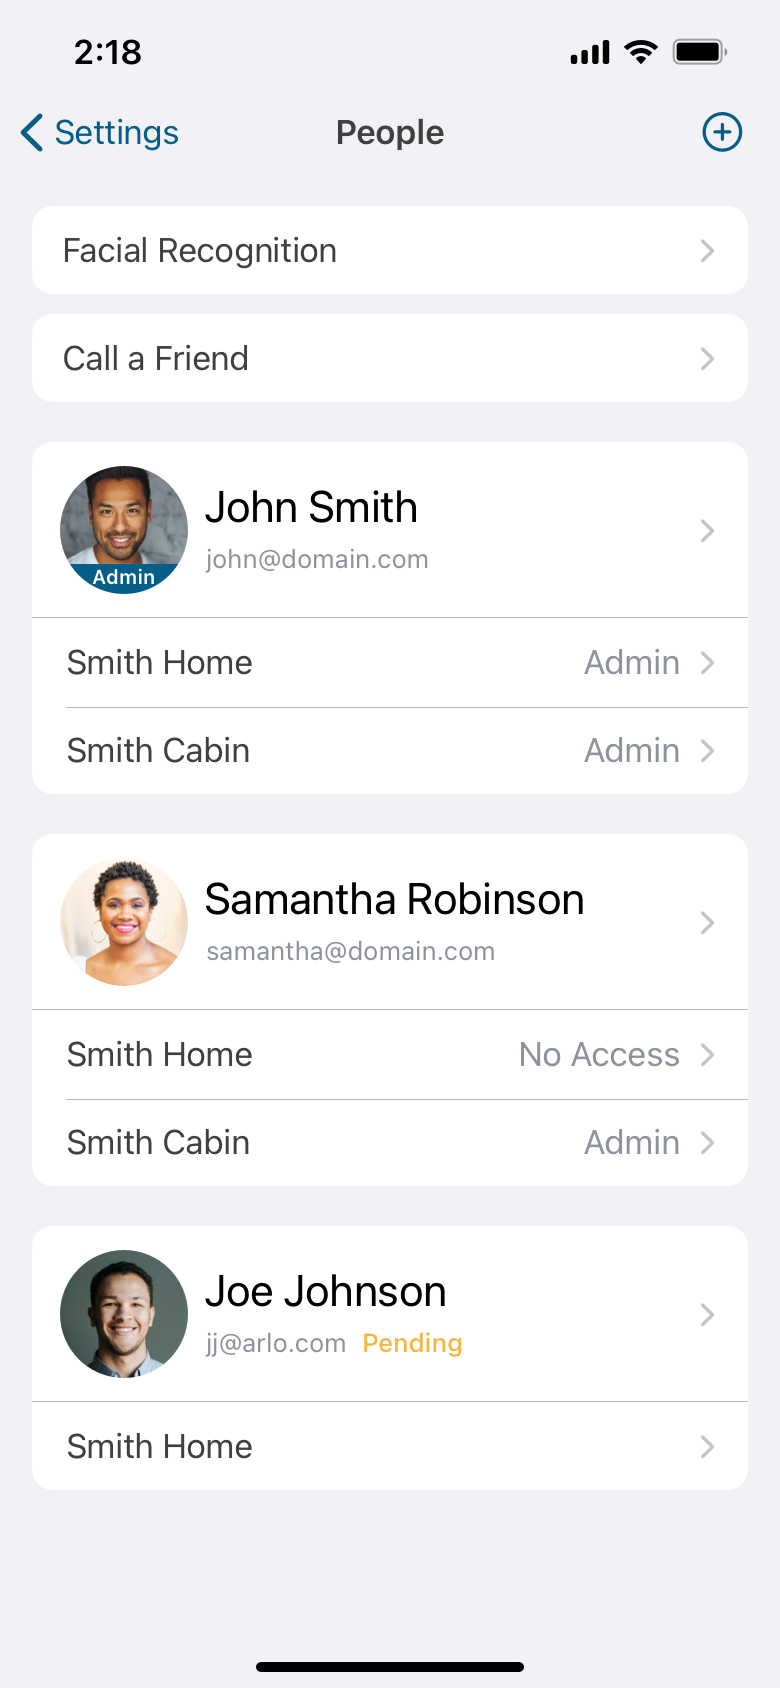 2:18
Settings People
Facial Recognition
Call a Friend
John Smith
john@domain.com
Admin
Smith Home Admin
Smith Cabin Admin
Samantha Robinson
samantha@domain.com
Smith Home No Access
Smith Cabin Admin
Joe Johnson
jj@arlo.com Pending
Smith Home